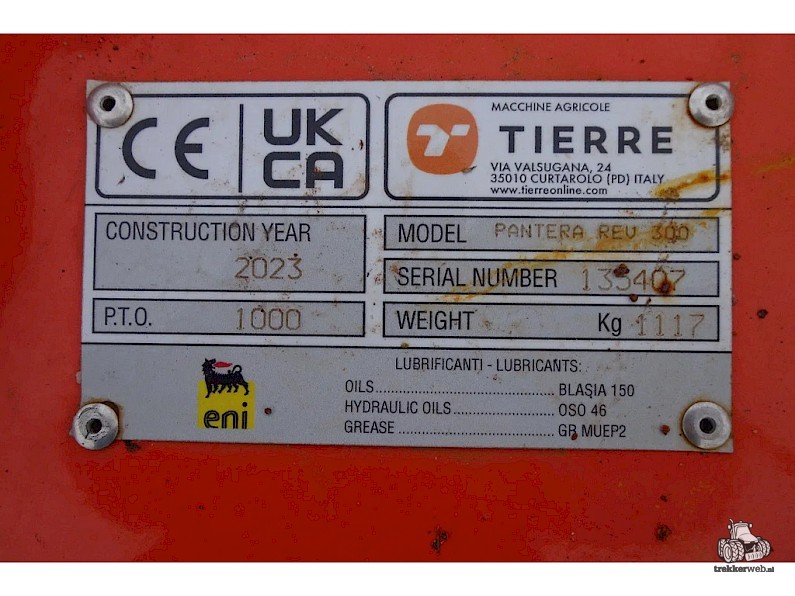 CE
UK
CA
MACCHINE AGRICOLE
TIERRE
VIA VALSUGANA, 24
35010 CURTAROLO (PD) ITALY
www.tierreonline.com
CONSTRUCTION YEAR
2023
P.T.O. 1000
MODEL PANTERA REV 300
SERIAL NUMBER 135407
WEIGHT Kg 1117
LUBRIFICANTI - LUBRICANTS:
OILS........................................ BLASIA 150
HYDRAULIC OILS....................... OSO 46
GREASE .................................... GR MUEP2
eni
trekkerweb.nl